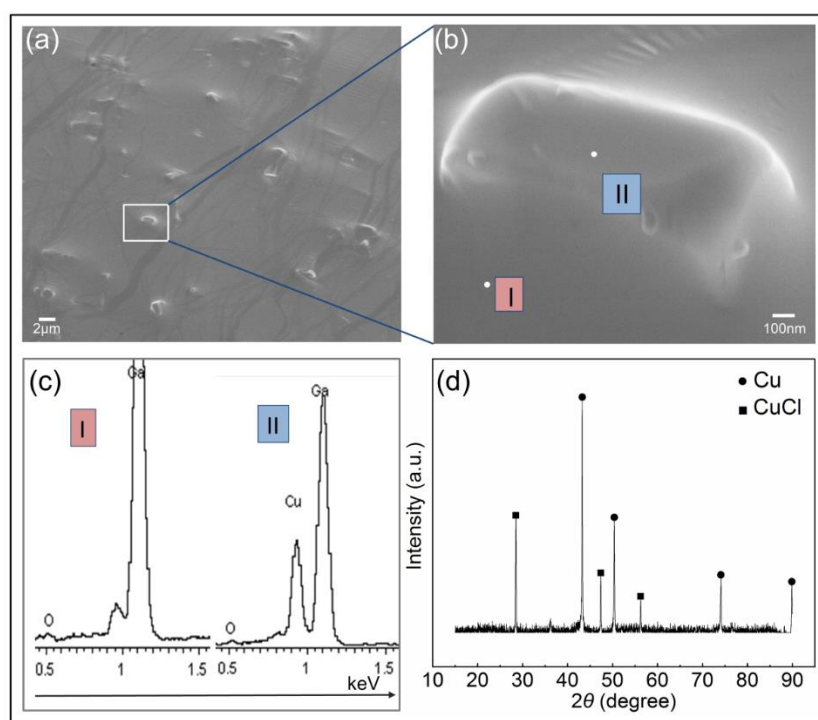 (a)
2μm
(b)
II
I
100nm
(c)
Ga
I
O
0.5
1
1.5
II
Ga
Cu
O
0.5
1
1.5
keV
(d)
● Cu
■ CuCl
Intensity (a.u.)
10 20 30 40 50 60 70 80 90 100
2θ (degree)